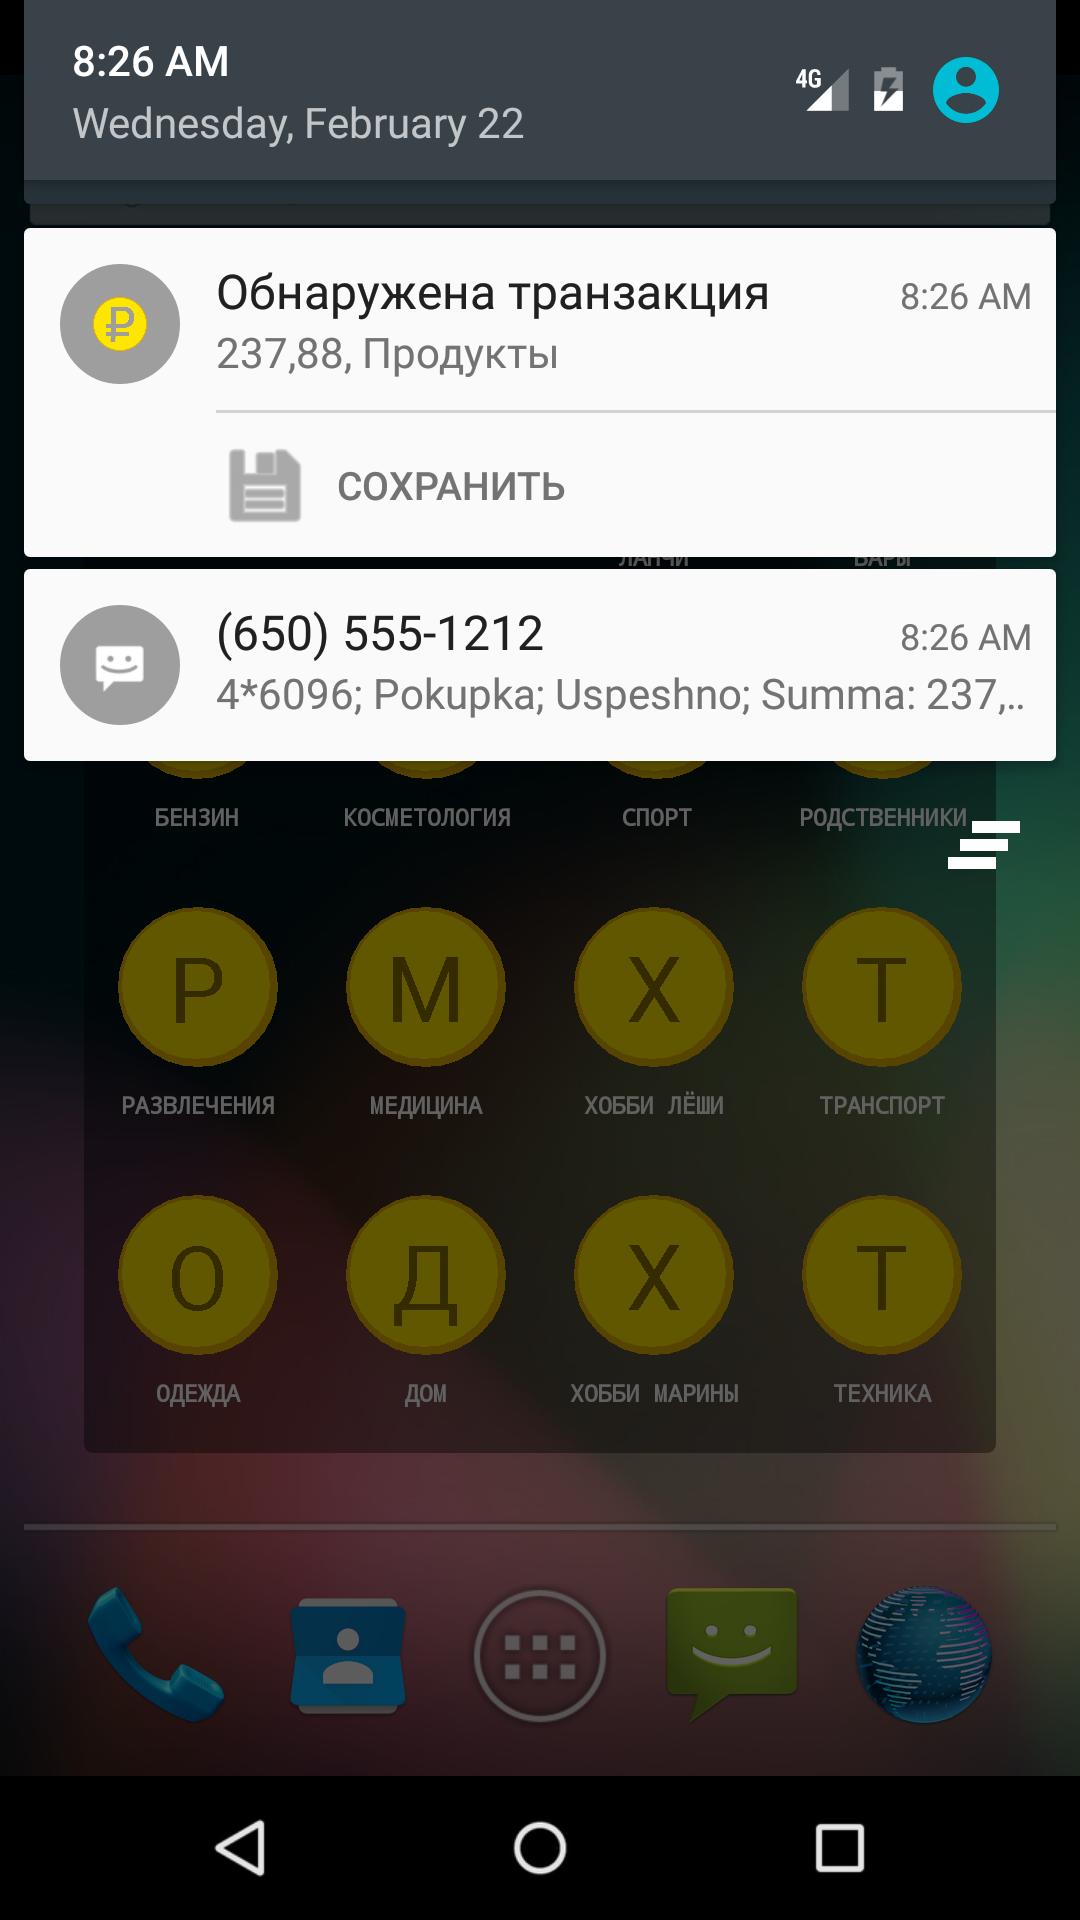 8:26 AM
Wednesday, February 22
4G
Обнаружена транзакция
8:26 AM
237,88, Продукты
СОХРАНИТЬ
ЛАНЧИ
БАРЫ
(650) 555-1212
8:26 AM
4*6096; Pokupka; Uspeshno; Summa: 237,..
БЕНЗИН
КОСМЕТОЛОГИЯ
СПОРТ
РОДСТВЕННИКИ
Р
М
Х
Т
РАЗВЛЕЧЕНИЯ
МЕДИЦИНА
ХОББИ ЛЁШИ
ТРАНСПОРТ
О
Д
Х
Т
ОДЕЖДА
ДОМ
ХОББИ МАРИНЫ
ТЕХНИКА